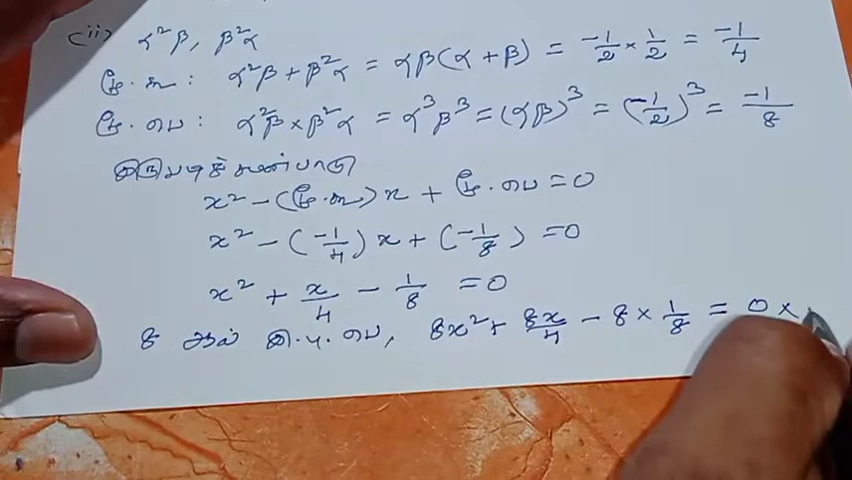 (ii) α²β, β²α
மூ.கூ : α²β + β²α = αβ(α + β) = -1/2 × 1/2 = -1/4
மூ.பெ : α²β × β²α = α³β³ = (αβ)³ = (-1/2)³ = -1/8
இருபடிச்சமன்பாடு
x² - (மூ.கூ)x + மூ.பெ = 0
x² - (-1/4)x + (-1/8) = 0
x² + x/4 - 1/8 = 0
8 ஆல் இ.பு.பெ, 8x² + 8x/4 - 8 × 1/8 = 0 ×